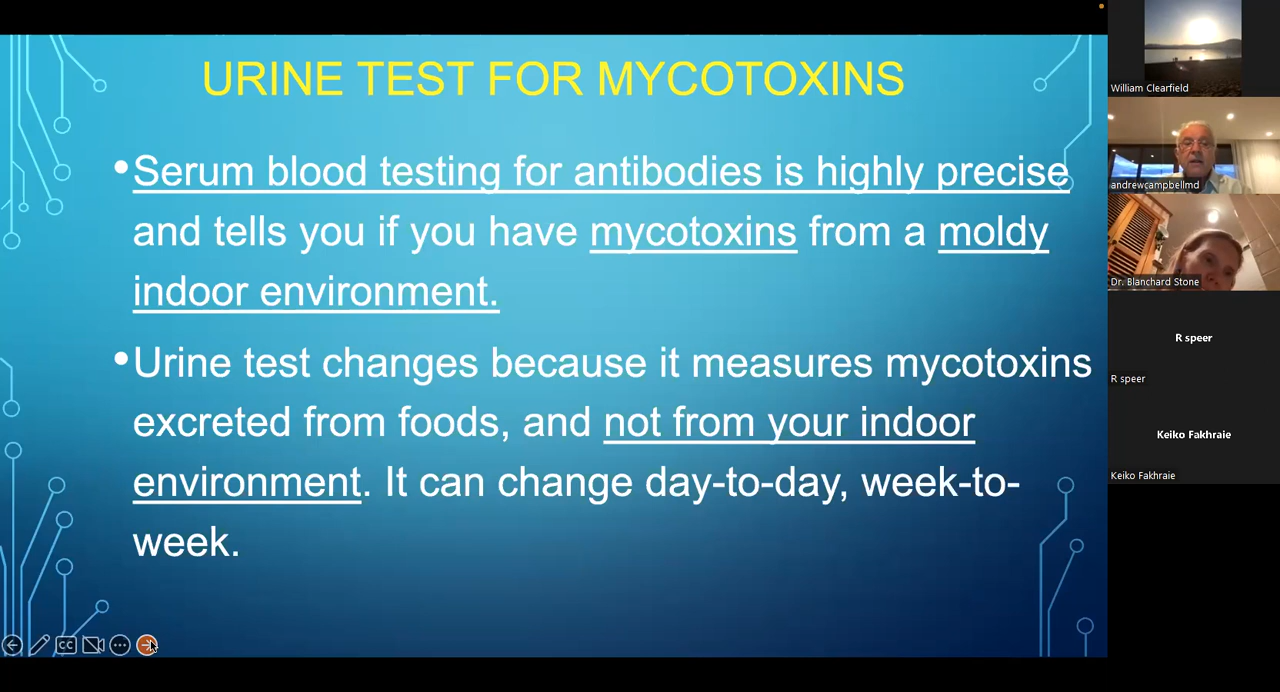 URINE TEST FOR MYCOTOXINS
•Serum blood testing for antibodies is highly precise
and tells you if you have mycotoxins from a moldy
indoor environment.
•Urine test changes because it measures mycotoxins
excreted from foods, and not from your indoor
environment. It can change day-to-day, week-to-
week.
CC
William Clearfield
andrewcampbellmd
Dr. Blanchard Stone
R speer
R speer
Keiko Fakhraie
Keiko Fakhraie